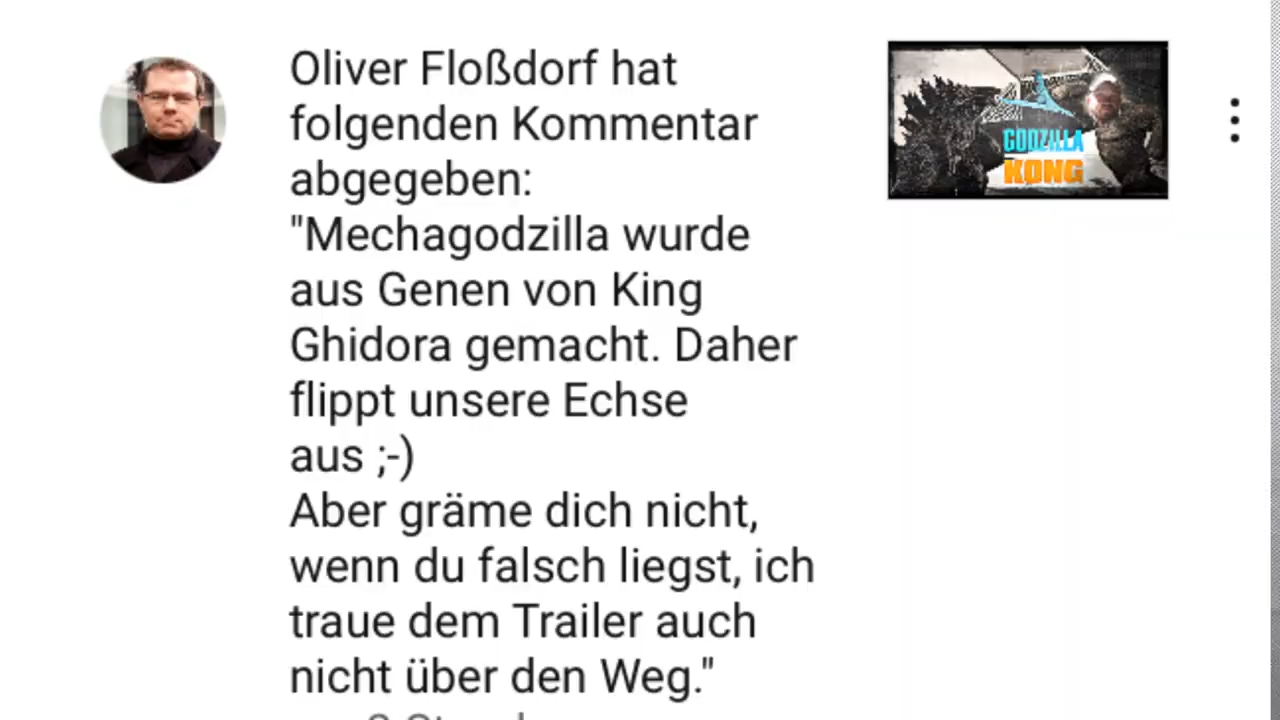 Oliver Floßdorf hat
folgenden Kommentar
abgegeben:
"Mechagodzilla wurde
aus Genen von King
Ghidora gemacht. Daher
flippt unsere Echse
aus ;-)
Aber gräme dich nicht,
wenn du falsch liegst, ich
traue dem Trailer auch
nicht über den Weg."
GODZILLA
KONG